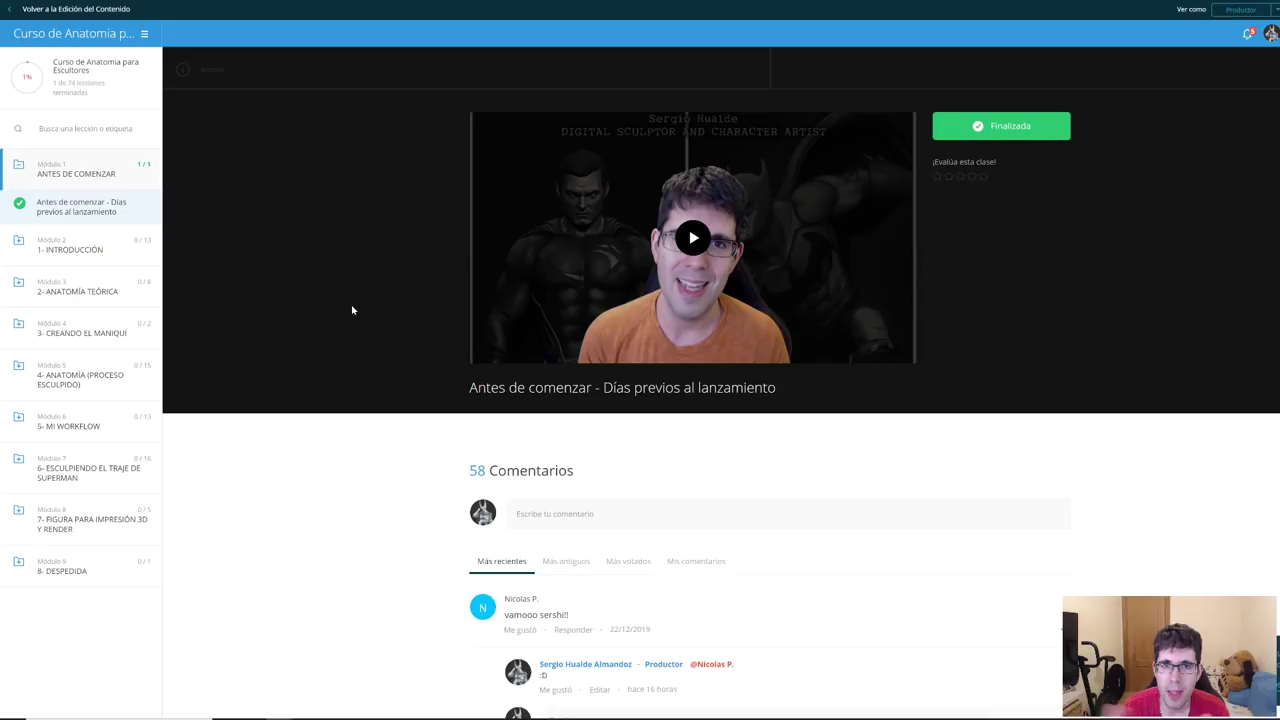 Volver a la Edición del Contenido
Ver como
Productor
Curso de Anatomía p...
5
1%
Curso de Anatomia para
Escultores
1 de 74 lecciones
terminadas
Busca una lección o etiqueta
Módulo 1
1 / 1
ANTES DE COMENZAR
Antes de comenzar - Días
previos al lanzamiento
Módulo 2
0 / 13
1- INTRODUCCIÓN
Módulo 3
0 / 8
2- ANATOMÍA TEÓRICA
Módulo 4
0 / 2
3- CREANDO EL MANIQUÍ
Módulo 5
0 / 15
4- ANATOMÍA (PROCESO
ESCULPIDO)
Módulo 6
0 / 13
5- MI WORKFLOW
Módulo 7
0 / 16
6- ESCULPIENDO EL TRAJE DE
SUPERMAN
Módulo 8
0 / 5
7- FIGURA PARA IMPRESIÓN 3D
Y RENDER
Módulo 9
0 / 1
8- DESPEDIDA
Sergio Hualde
DIGITAL SCULPTOR AND CHARACTER ARTIST
Finalizada
¡Evalúa esta clase!
Antes de comenzar - Días previos al lanzamiento
58 Comentarios
Escribe tu comentario
Más recientes
Más antiguos
Más votados
Mis comentarios
N
Nicolas P.
vamooo sershi!!
Me gustó · Responder - 22/12/2019
Sergio Hualde Almandoz - Productor @Nicolas P.
:D
Me gustó · Editar · hace 16 horas